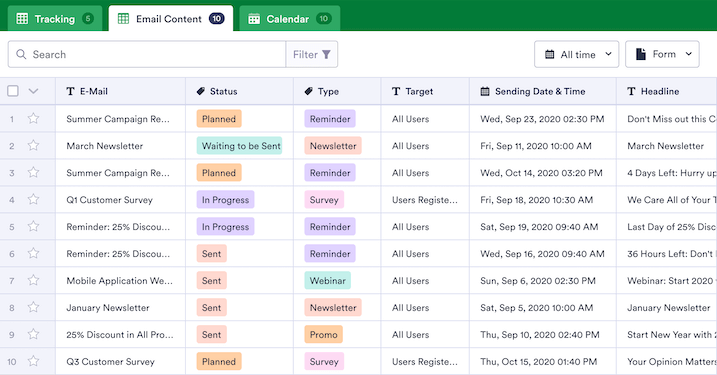 Tracking 5 Email Content 10 Calendar 10
Search Filter All time Form
E-Mail Status Type Target Sending Date & Time Headline
1 Summer Campaign Re... Planned Reminder All Users Wed, Sep 23, 2020 02:30 PM Don't Miss out this C
2 March Newsletter Waiting to be Sent Newsletter All Users Fri, Sep 11, 2020 10:00 AM March Newsletter
3 Summer Campaign Re... Planned Reminder All Users Wed, Oct 14, 2020 03:20 PM 4 Days Left: Hurry up
4 Q1 Customer Survey In Progress Survey Users Registe... Fri, Sep 18, 2020 10:30 AM We Care All of Your T
5 Reminder: 25% Discou... In Progress Reminder All Users Sat, Sep 19, 2020 09:40 AM Last Day of 25% Disc
6 Reminder: 25% Discou... Sent Reminder All Users Wed, Sep 16, 2020 09:40 AM 36 Hours Left: Don't
7 Mobile Application We... Sent Webinar All Users Sun, Sep 6, 2020 02:30 PM Webinar: Start 2020
8 January Newsletter Sent Newsletter All Users Sat, Sep 5, 2020 10:00 AM January Newsletter
9 25% Discount in All Pro... Sent Promo All Users Thu, Sep 10, 2020 02:40 PM Start New Year with 2
10 Q3 Customer Survey Planned Survey Users Registe... Thu, Oct 15, 2020 01:40 PM Your Opinion Matters